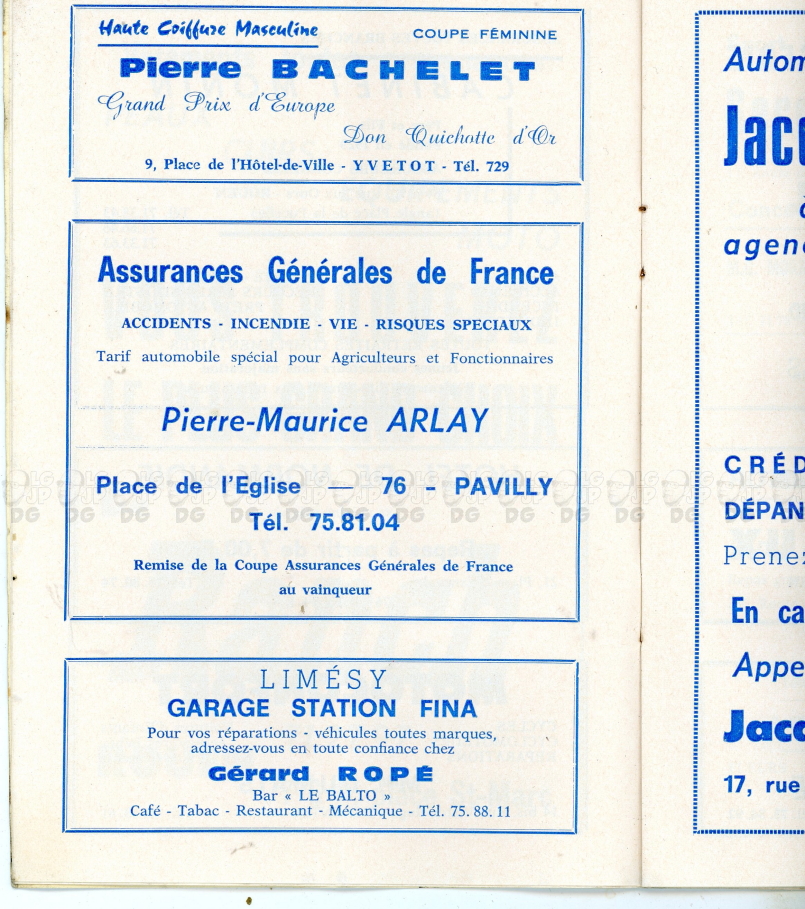 Haute Coiffure Masculine
COUPE FÉMININE
Pierre BACHELET
Grand Prix d'Europe
Don Quichotte d'Or
9, Place de l'Hôtel-de-Ville - YVETOT - Tél. 729
Assurances Générales de France
ACCIDENTS - INCENDIE - VIE - RISQUES SPECIAUX
Tarif automobile spécial pour Agriculteurs et Fonctionnaires
Pierre-Maurice ARLAY
Place de l'Eglise — 76 - PAVILLY
Tél. 75.81.04
Remise de la Coupe Assurances Générales de France
au vainqueur
LIMÉSY
GARAGE STATION FINA
Pour vos réparations - véhicules toutes marques,
adressez-vous en toute confiance chez
Gérard ROPÉ
Bar « LE BALTO »
Café - Tabac - Restaurant - Mécanique - Tél. 75.88.11
Autom
Jacq
agenc
CRÉD
DÉPAN
Prenez
En ca
Appe
Jacq
17, rue